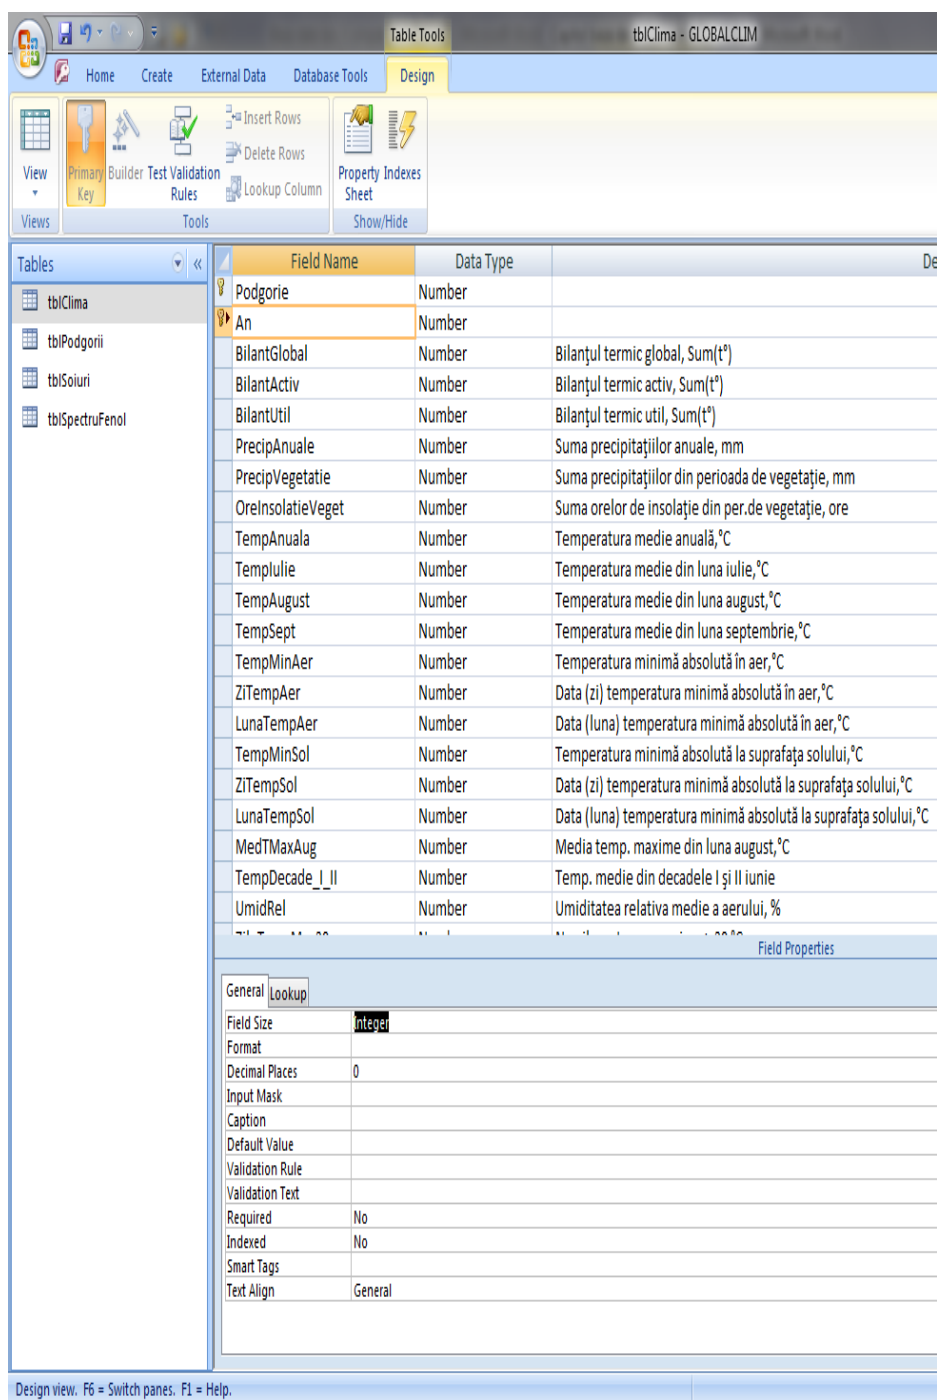 Table Tools
tblClima - GLOBALCLIM
Home Create External Data Database Tools Design
Insert Rows
Delete Rows
Lookup Column
View
Primary Key
Builder
Test Validation Rules
Property Sheet
Indexes
Views Tools Show/Hide
Tables «
tblClima
tblPodgorii
tblSoiuri
tblSpectruFenol
Field Name Data Type De
Podgorie Number
An Number
BilantGlobal Number Bilanţul termic global, Sum(t°)
BilantActiv Number Bilanţul termic activ, Sum(t°)
BilantUtil Number Bilanţul termic util, Sum(t°)
PrecipAnuale Number Suma precipitaţiilor anuale, mm
PrecipVegetatie Number Suma precipitaţiilor din perioada de vegetaţie, mm
OreInsolatieVeget Number Suma orelor de insolaţie din per.de vegetaţie, ore
TempAnuala Number Temperatura medie anuală,°C
TempIulie Number Temperatura medie din luna iulie,°C
TempAugust Number Temperatura medie din luna august,°C
TempSept Number Temperatura medie din luna septembrie,°C
TempMinAer Number Temperatura minimă absolută în aer,°C
ZiTempAer Number Data (zi) temperatura minimă absolută în aer,°C
LunaTempAer Number Data (luna) temperatura minimă absolută în aer,°C
TempMinSol Number Temperatura minimă absolută la suprafaţa solului,°C
ZiTempSol Number Data (zi) temperatura minimă absolută la suprafaţa solului,°C
LunaTempSol Number Data (luna) temperatura minimă absolută la suprafaţa solului,°C
MedTMaxAug Number Media temp. maxime din luna august,°C
TempDecade_I_II Number Temp. medie din decadele I şi II iunie
UmidRel Number Umiditatea relativa medie a aerului, %
Field Properties
General Lookup
Field Size Integer
Format
Decimal Places 0
Input Mask
Caption
Default Value
Validation Rule
Validation Text
Required No
Indexed No
Smart Tags
Text Align General
Design view. F6 = Switch panes. F1 = Help.